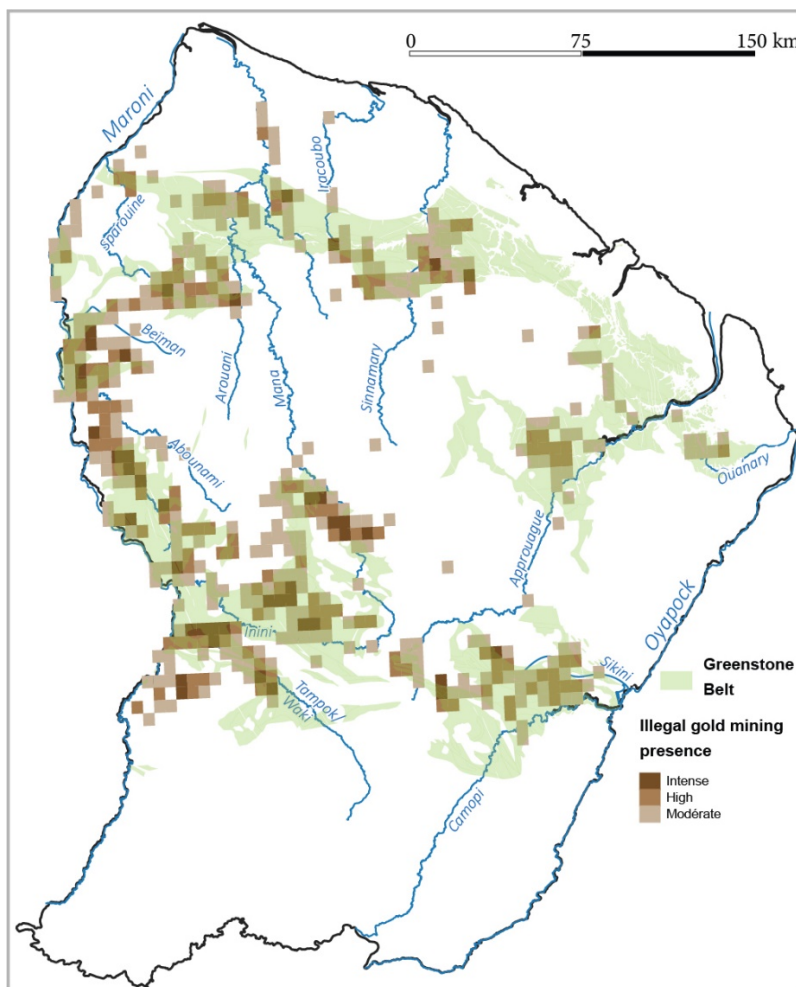 0 75 150 km
Maroni
Iracoubo
Sparouine
Beïman
Arouani
Mana
Sinnamary
Abounami
Ouanary
Approuague
Oyapock
Inini
Sikini
Tampok/
Waki
Camopi
Greenstone
Belt
Illegal gold mining
presence
Intense
High
Modérate